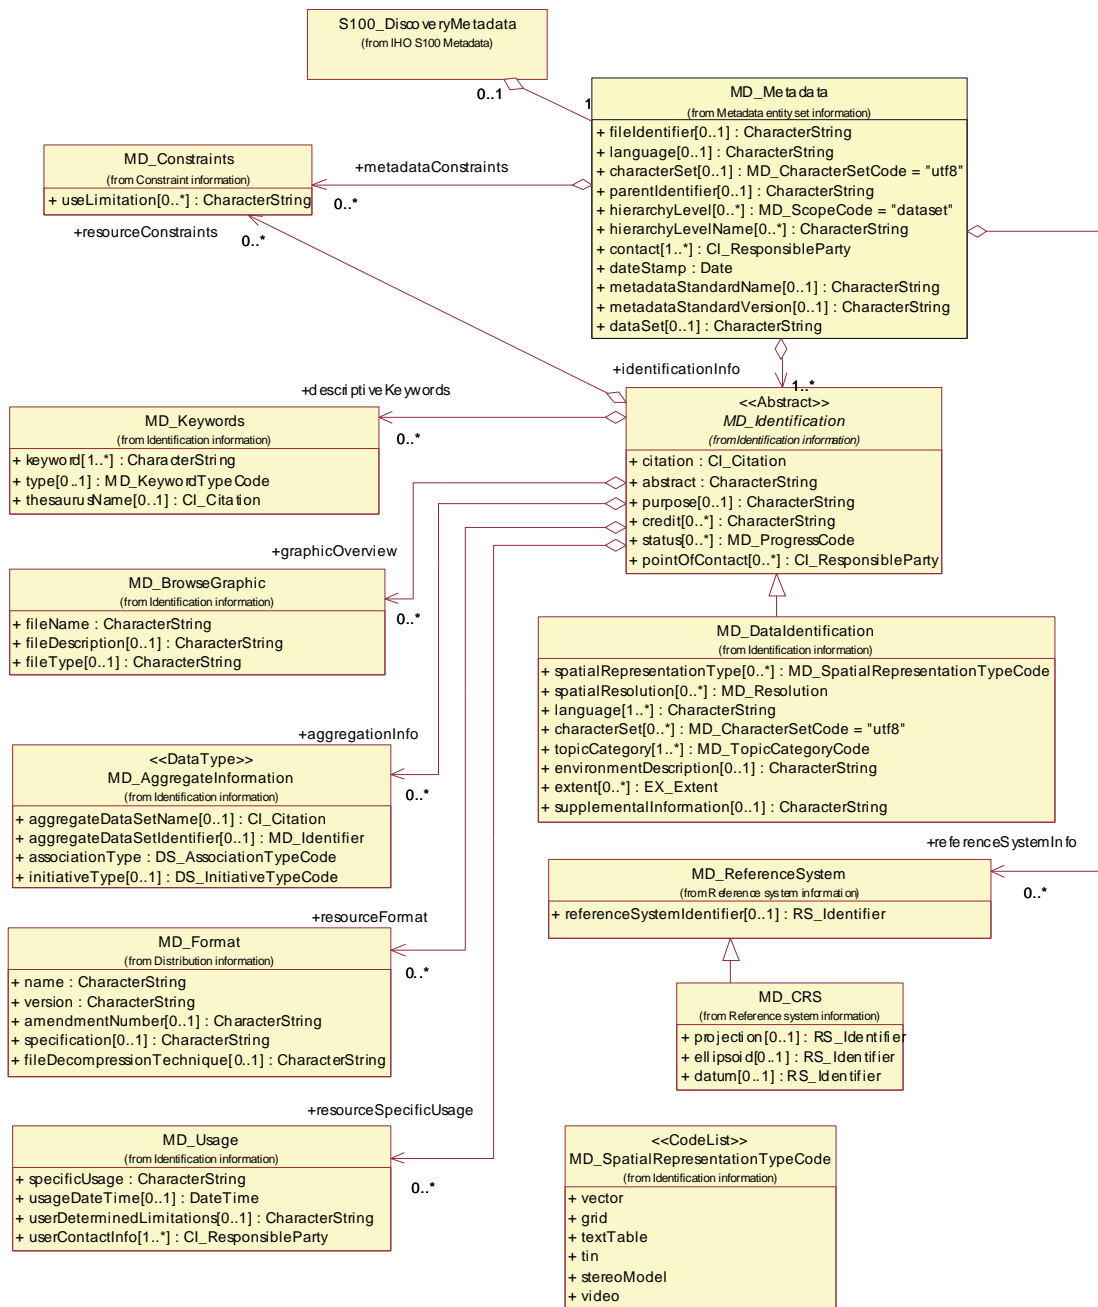 S100_DiscoveryMetadata
(from IHO S100 Metadata)
0..1
1
MD_Metadata
(from Metadata entity set information)
+ fileIdentifier[0..1] : CharacterString
+ language[0..1] : CharacterString
+ characterSet[0..1] : MD_CharacterSetCode = "utf8"
+ parentIdentifier[0..1] : CharacterString
+ hierarchyLevel[0..*] : MD_ScopeCode = "dataset"
+ hierarchyLevelName[0..*] : CharacterString
+ contact[1..*] : CI_ResponsibleParty
+ dateStamp : Date
+ metadataStandardName[0..1] : CharacterString
+ metadataStandardVersion[0..1] : CharacterString
+ dataSet[0..1] : CharacterString
MD_Constraints
(from Constraint information)
+ useLimitation[0..*] : CharacterString
+metadataConstraints
0..*
+resourceConstraints
0..*
+identificationInfo
1..*
+descriptiveKeywords
0..*
<<Abstract>>
MD_Identification
(from Identification information)
+ citation : CI_Citation
+ abstract : CharacterString
+ purpose[0..1] : CharacterString
+ credit[0..*] : CharacterString
+ status[0..*] : MD_ProgressCode
+ pointOfContact[0..*] : CI_ResponsibleParty
MD_Keywords
(from Identification information)
+ keyword[1..*] : CharacterString
+ type[0..1] : MD_KeywordTypeCode
+ thesaurusName[0..1] : CI_Citation
+graphicOverview
0..*
MD_BrowseGraphic
(from Identification information)
+ fileName : CharacterString
+ fileDescription[0..1] : CharacterString
+ fileType[0..1] : CharacterString
MD_DataIdentification
(from Identification information)
+ spatialRepresentationType[0..*] : MD_SpatialRepresentationTypeCode
+ spatialResolution[0..*] : MD_Resolution
+ language[1..*] : CharacterString
+ characterSet[0..*] : MD_CharacterSetCode = "utf8"
+ topicCategory[1..*] : MD_TopicCategoryCode
+ environmentDescription[0..1] : CharacterString
+ extent[0..*] : EX_Extent
+ supplementalInformation[0..1] : CharacterString
+aggregationInfo
0..*
<<DataType>>
MD_AggregateInformation
(from Identification information)
+ aggregateDataSetName[0..1] : CI_Citation
+ aggregateDataSetIdentifier[0..1] : MD_Identifier
+ associationType : DS_AssociationTypeCode
+ initiativeType[0..1] : DS_InitiativeTypeCode
+referenceSystemInfo
0..*
MD_ReferenceSystem
(from Reference system information)
+ referenceSystemIdentifier[0..1] : RS_Identifier
+resourceFormat
0..*
MD_Format
(from Distribution information)
+ name : CharacterString
+ version : CharacterString
+ amendmentNumber[0..1] : CharacterString
+ specification[0..1] : CharacterString
+ fileDecompressionTechnique[0..1] : CharacterString
MD_CRS
(from Reference system information)
+ projection[0..1] : RS_Identifier
+ ellipsoid[0..1] : RS_Identifier
+ datum[0..1] : RS_Identifier
+resourceSpecificUsage
0..*
MD_Usage
(from Identification information)
+ specificUsage : CharacterString
+ usageDateTime[0..1] : DateTime
+ userDeterminedLimitations[0..1] : CharacterString
+ userContactInfo[1..*] : CI_ResponsibleParty
<<CodeList>>
MD_SpatialRepresentationTypeCode
(from Identification information)
+ vector
+ grid
+ textTable
+ tin
+ stereoModel
+ video